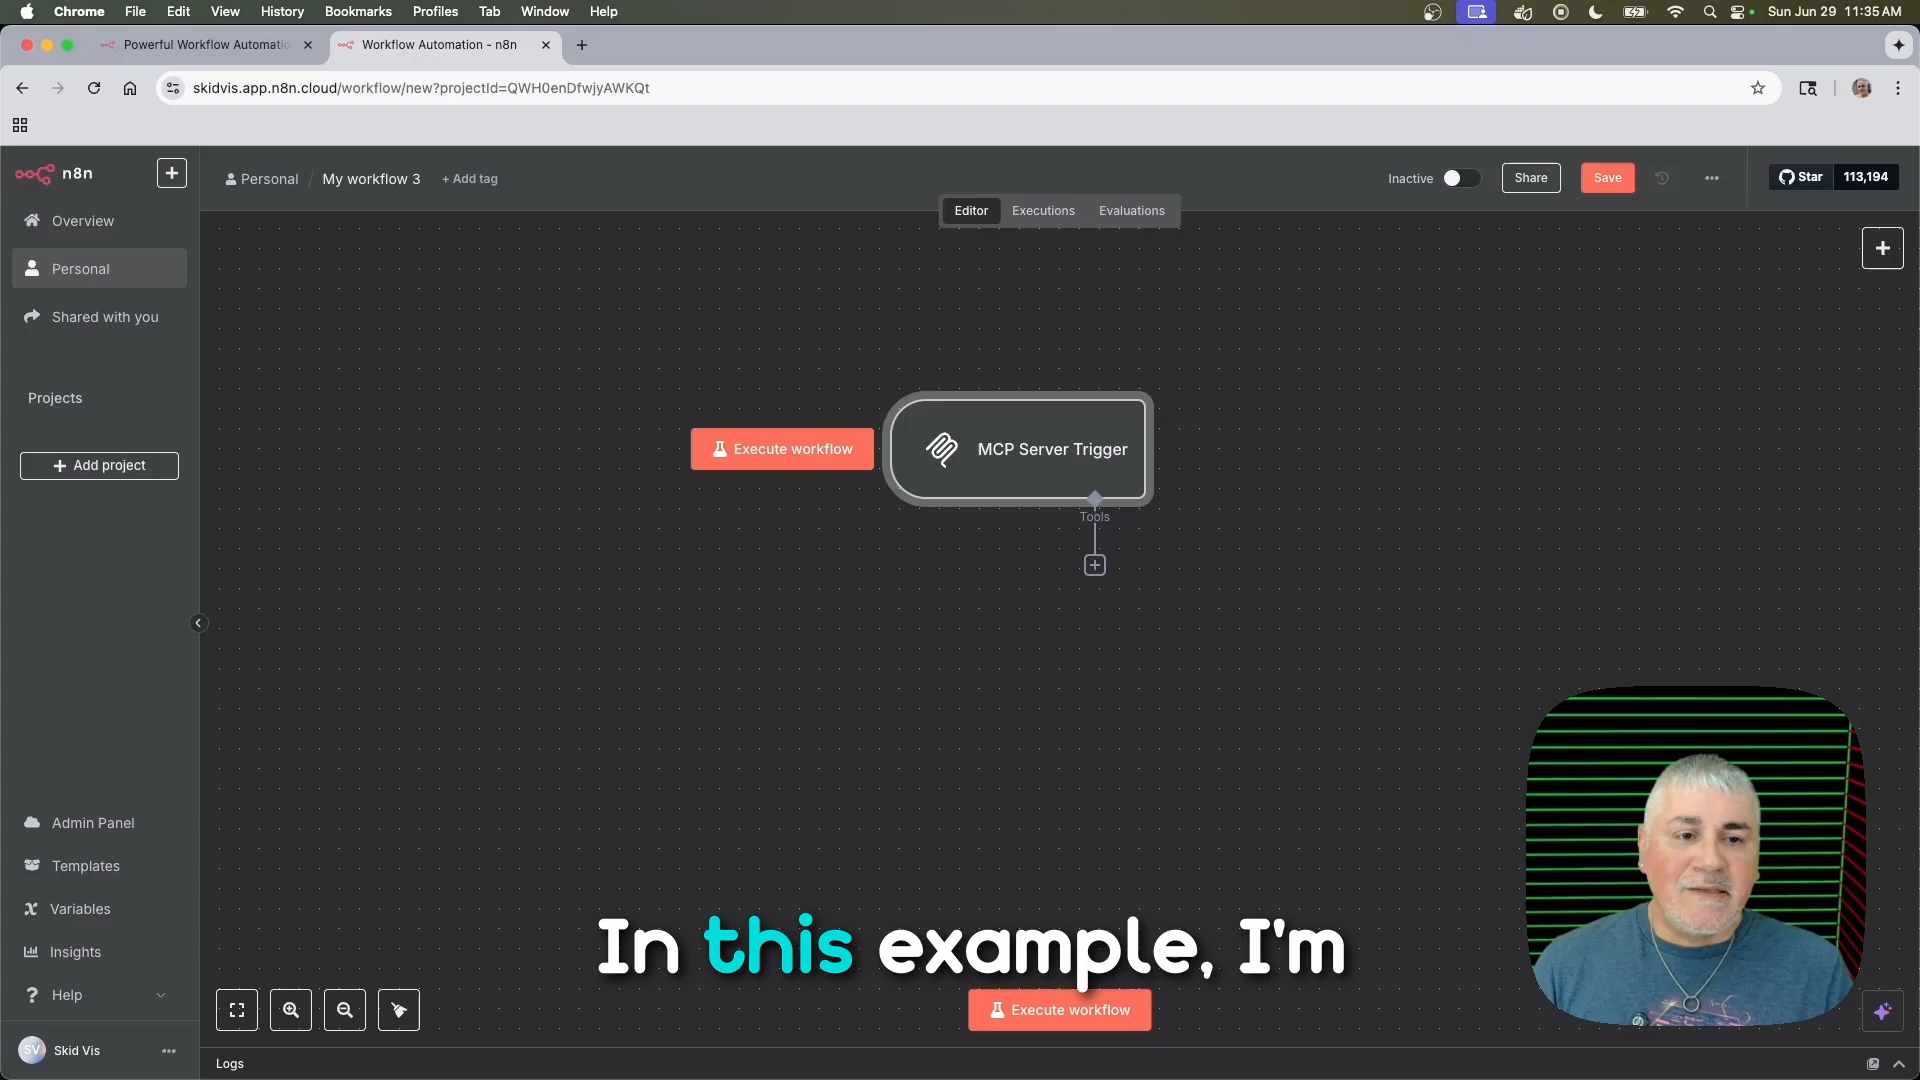 Chrome File Edit View History Bookmarks Profiles Tab Window Help
Sun Jun 29 11:35 AM
Powerful Workflow Automatio
Workflow Automation - n8n
skidvis.app.n8n.cloud/workflow/new?projectId=QWH0enDfwjyAWKQt
n8n
Personal / My workflow 3 + Add tag
Inactive
Share
Save
Star 113,194
Editor Executions Evaluations
Overview
Personal
Shared with you
Projects
Add project
Execute workflow
MCP Server Trigger
Tools
Admin Panel
Templates
Variables
Insights
Help
In this example, I'm
Execute workflow
SV Skid Vis
Logs